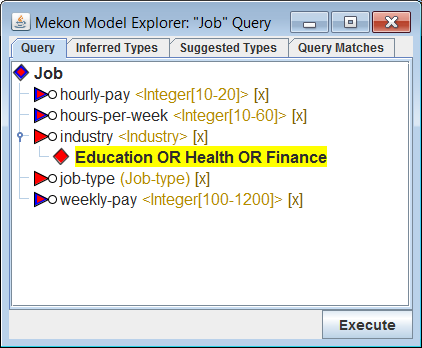 Mekon Model Explorer: "Job" Query
Query Inferred Types Suggested Types Query Matches
Job
hourly-pay <Integer[10-20]> [x]
hours-per-week <Integer[10-60]> [x]
industry <Industry> [x]
Education OR Health OR Finance
job-type (Job-type) [x]
weekly-pay <Integer[100-1200]> [x]
Execute